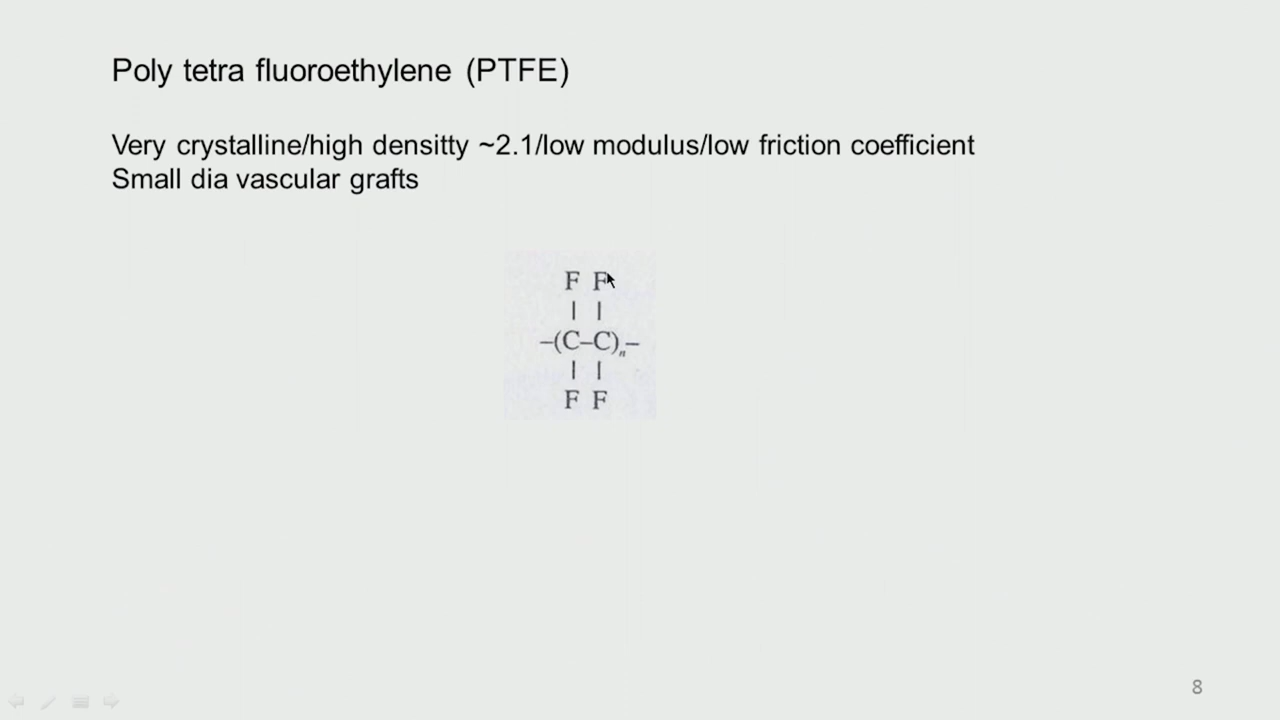 Poly tetra fluoroethylene (PTFE)
Very crystalline/high densitty ~2.1/low modulus/low friction coefficient
Small dia vascular grafts
F F
| |
–(C–C)n–
| |
F F
8